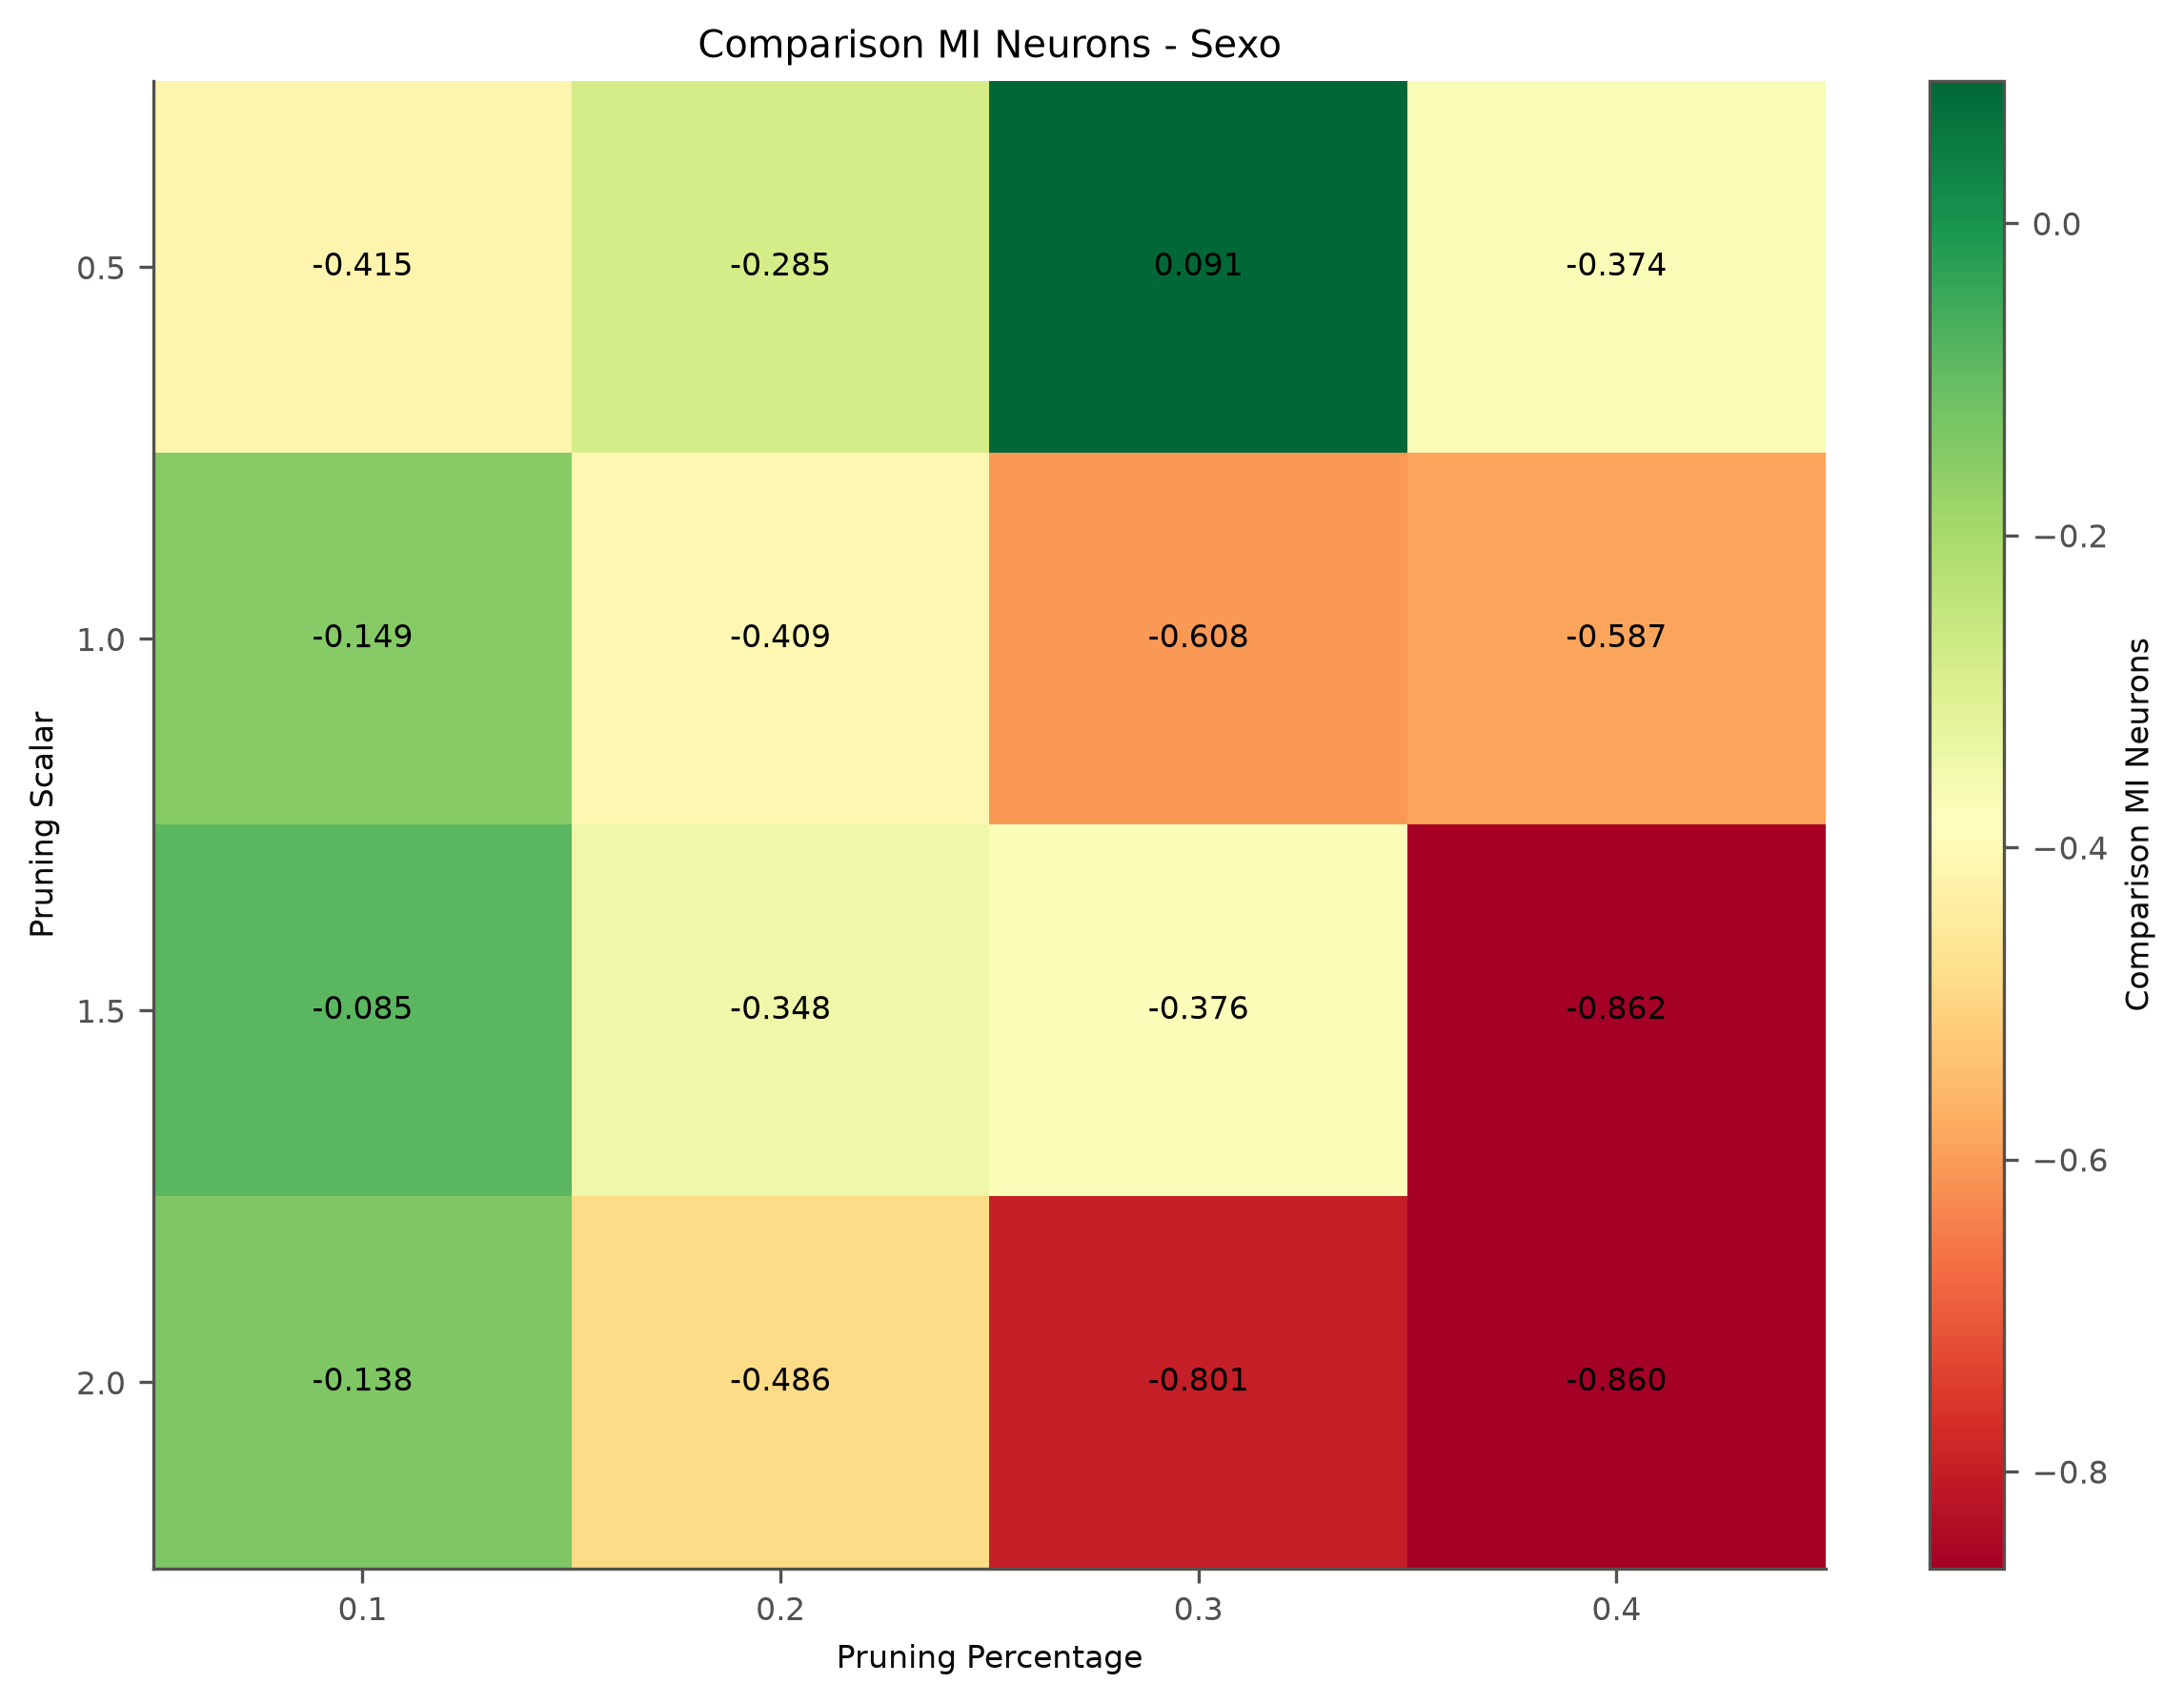 Comparison MI Neurons - Sexo
0.5 -0.415 -0.285 0.091 -0.374 0.0
−0.2
1.0 -0.149 -0.409 -0.608 -0.587
Pruning Scalar
Comparison MI Neurons
−0.4
1.5 -0.085 -0.348 -0.376 -0.862
−0.6
2.0 -0.138 -0.486 -0.801 -0.860
−0.8
0.1 0.2 0.3 0.4
Pruning Percentage